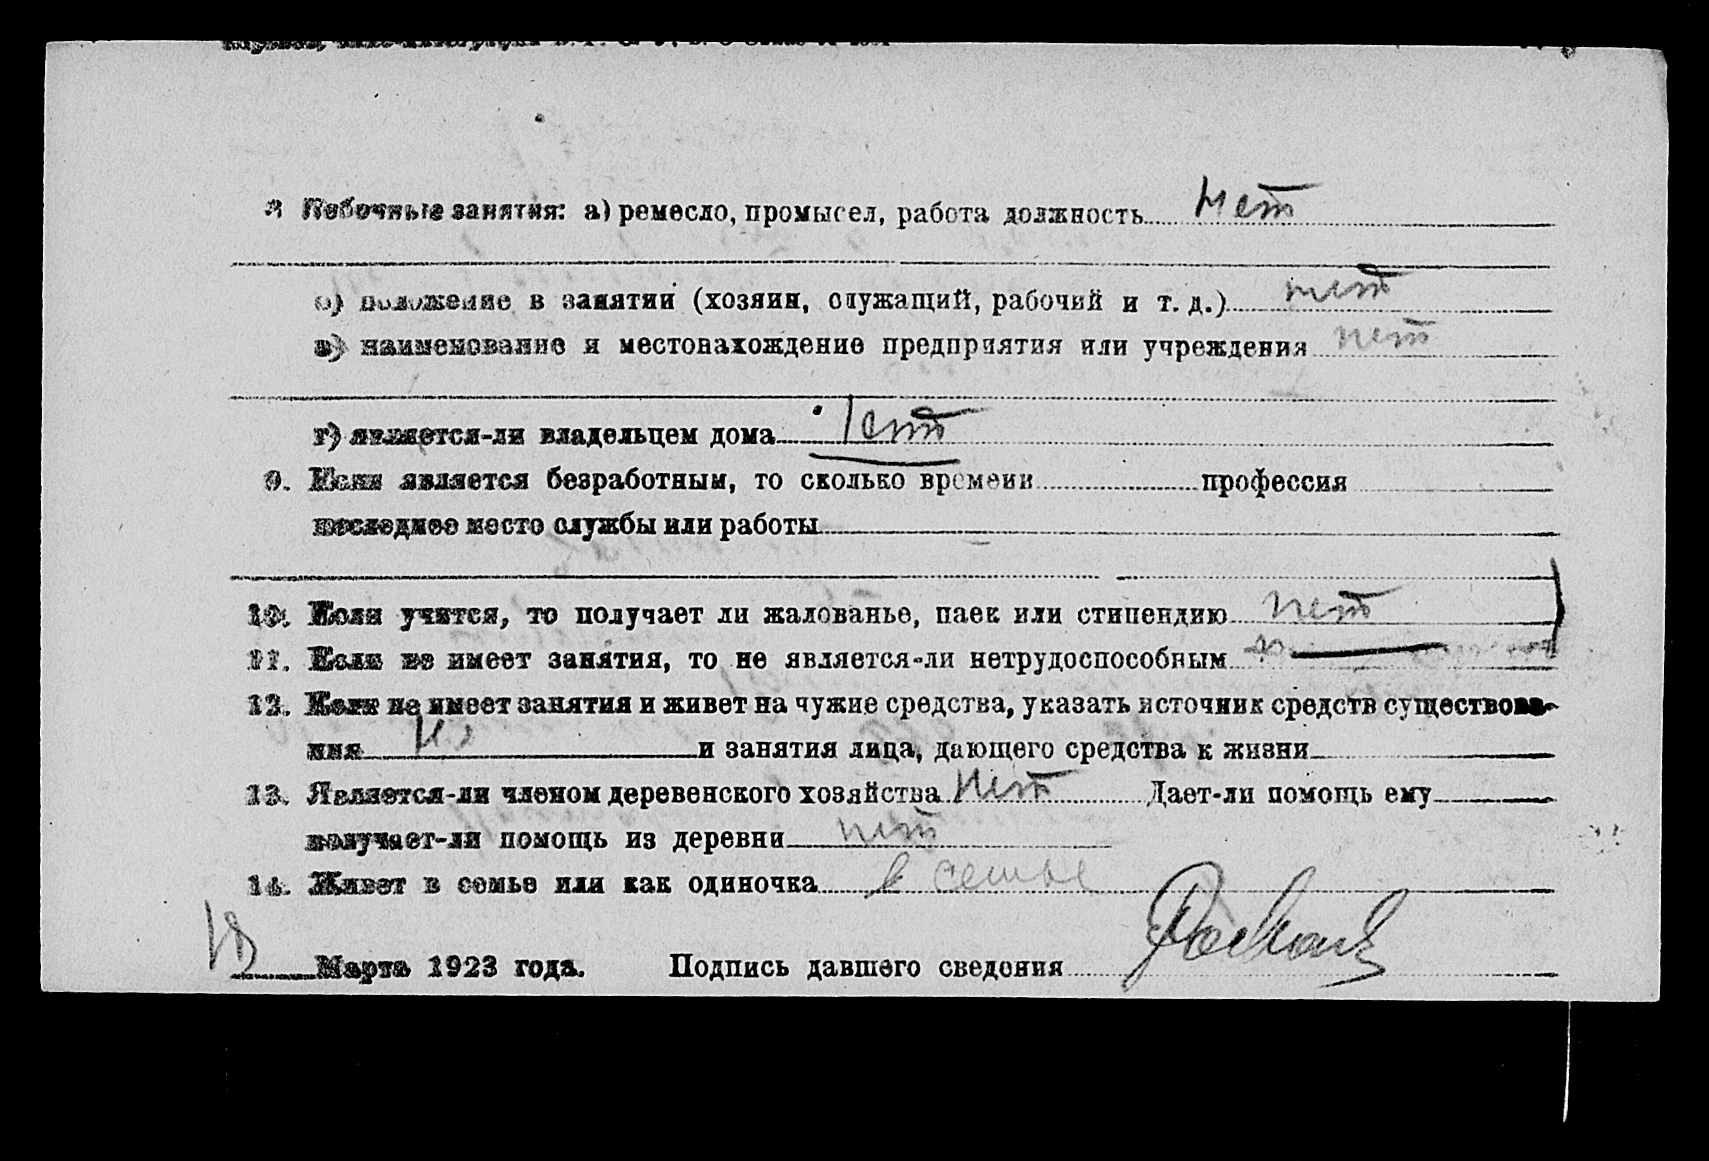 Побочные занятия: а) ремесло, промысел, работа должность нет
б) положение в занятии (хозяин, служащий, рабочий и т. д.) нет
в) наименование и местонахождение предприятия или учреждения нет
г) является-ли владельцем дома нет
9. Если является безработным, то сколько времени профессия
последнее место службы или работы
10. Если учится, то получает ли жалованье, паек или стипендию нет
11. Если не имеет занятия, то не является-ли нетрудоспособным
12. Если не имеет занятия и живет на чужие средства, указать источник средств существова-
ния и занятия лица, дающего средства к жизни
13. Является-ли членом деревенского хозяйства нет Дает-ли помощь ему
получает-ли помощь из деревни нет
14. Живет в семье или как одиночка в семье
18 Марта 1923 года. Подпись давшего сведения